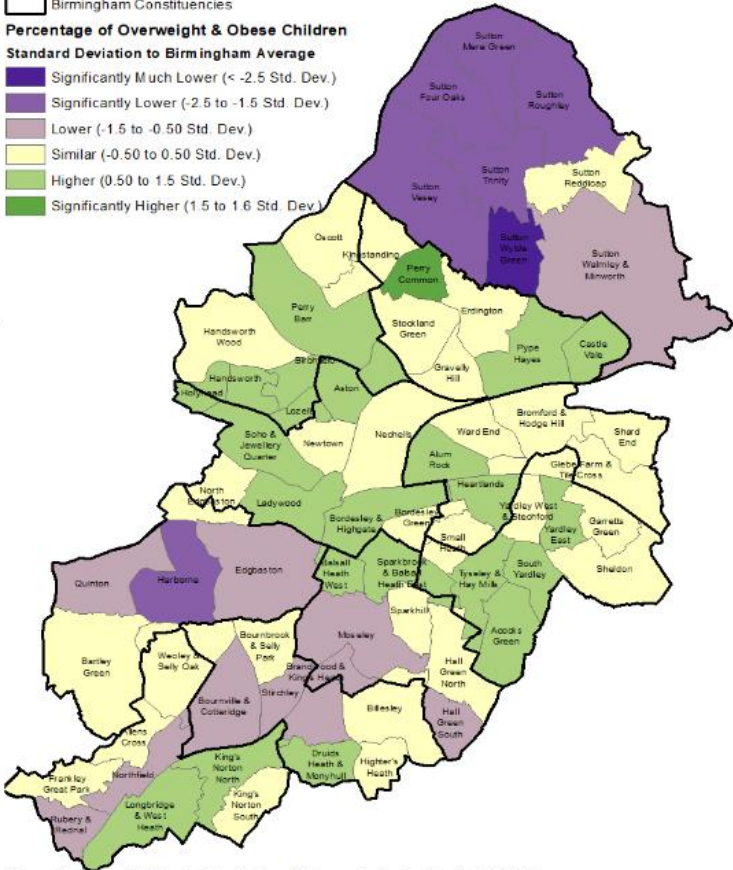 Birmingham Constituencies
Percentage of Overweight & Obese Children
Standard Deviation to Birmingham Average
Significantly Much Lower (< -2.5 Std. Dev.)
Significantly Lower (-2.5 to -1.5 Std. Dev.)
Lower (-1.5 to -0.50 Std. Dev.)
Similar (-0.50 to 0.50 Std. Dev.)
Higher (0.50 to 1.5 Std. Dev.)
Significantly Higher (1.5 to 1.6 Std. Dev.)
Sutton
Mere Green
Sutton
Four Oaks
Sutton
Roughley
Sutton
Trinity
Sutton
Reddicap
Sutton
Vesey
Sutton
Wylde
Green
Sutton
Walmley &
Minworth
Oscott
Kingstanding
Perry
Common
Perry
Barr
Erdington
Stockland
Green
Handsworth
Wood
Pype
Hayes
Castle
Vale
Birchfield
Gravelly
Hill
Handsworth
Holyhead
Aston
Lozells
Bromford &
Hodge Hill
Shard
End
Ward End
Nechells
Soho &
Jewellery
Quarter
Newtown
Alum
Rock
Glebe Farm &
Tile Cross
Heartlands
North
Edgbaston
Ladywood
Bordesley &
Highgate
Bordesley
Green
Yardley West
& Stechford
Yardley
East
Garretts
Green
Small
Heath
Sheldon
Quinton
Harborne
Edgbaston
Balsall
Heath
West
Sparkbrook
& Balsall
Heath East
Tyseley &
Hay Mills
South
Yardley
Sparkhill
Acocks
Green
Moseley
Bournbrook
& Selly
Park
Weoley &
Selly Oak
Bartley
Green
Brandwood &
King's Heath
Hall
Green
North
Stirchley
Bournville &
Cotteridge
Billesley
Hall
Green
South
Allens
Cross
Druids
Heath &
Monyhull
Highter's
Heath
King's
Norton
North
Northfield
Frankley
Great Park
King's
Norton
South
Longbridge
& West
Heath
Rubery &
Rednal